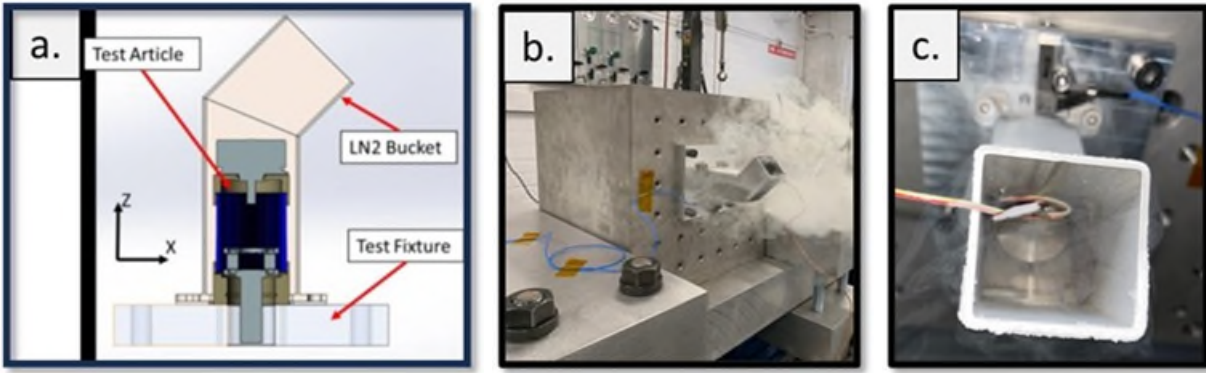 a.
Test Article
LN2 Bucket
Z
X
Test Fixture
b.
c.